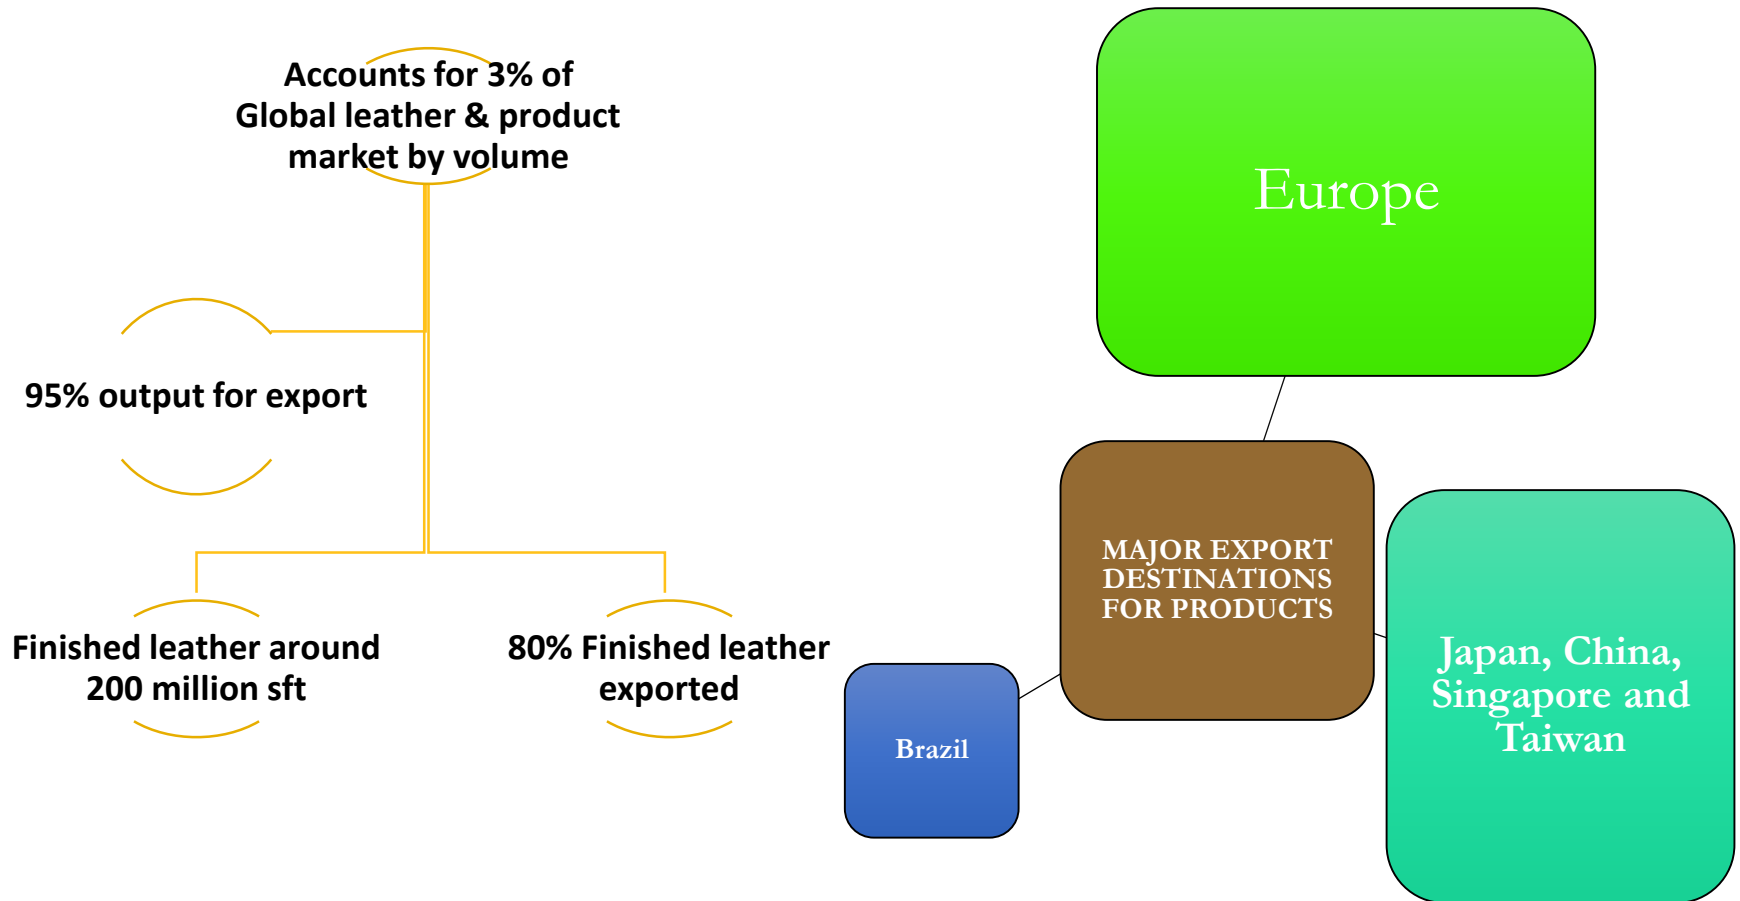 Accounts for 3% of
Global leather & product
market by volume
95% output for export
Finished leather around
200 million sft
80% Finished leather
exported
Europe
MAJOR EXPORT
DESTINATIONS
FOR PRODUCTS
Japan, China,
Singapore and
Taiwan
Brazil